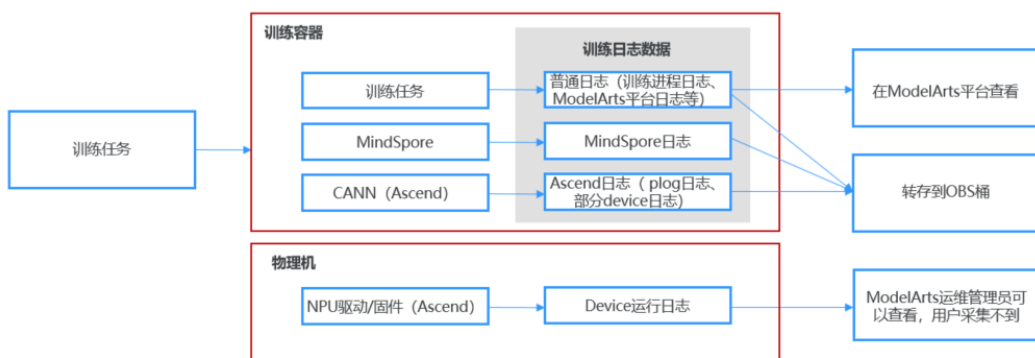 训练容器
训练日志数据
训练任务
训练任务
普通日志（训练进程日志、
ModelArts平台日志等）
在ModelArts平台查看
MindSpore
MindSpore日志
CANN（Ascend）
Ascend日志（ plog日志、
部分device日志）
转存到OBS桶
物理机
NPU驱动/固件（Ascend）
Device运行日志
ModelArts运维管理员可
以查看，用户采集不到